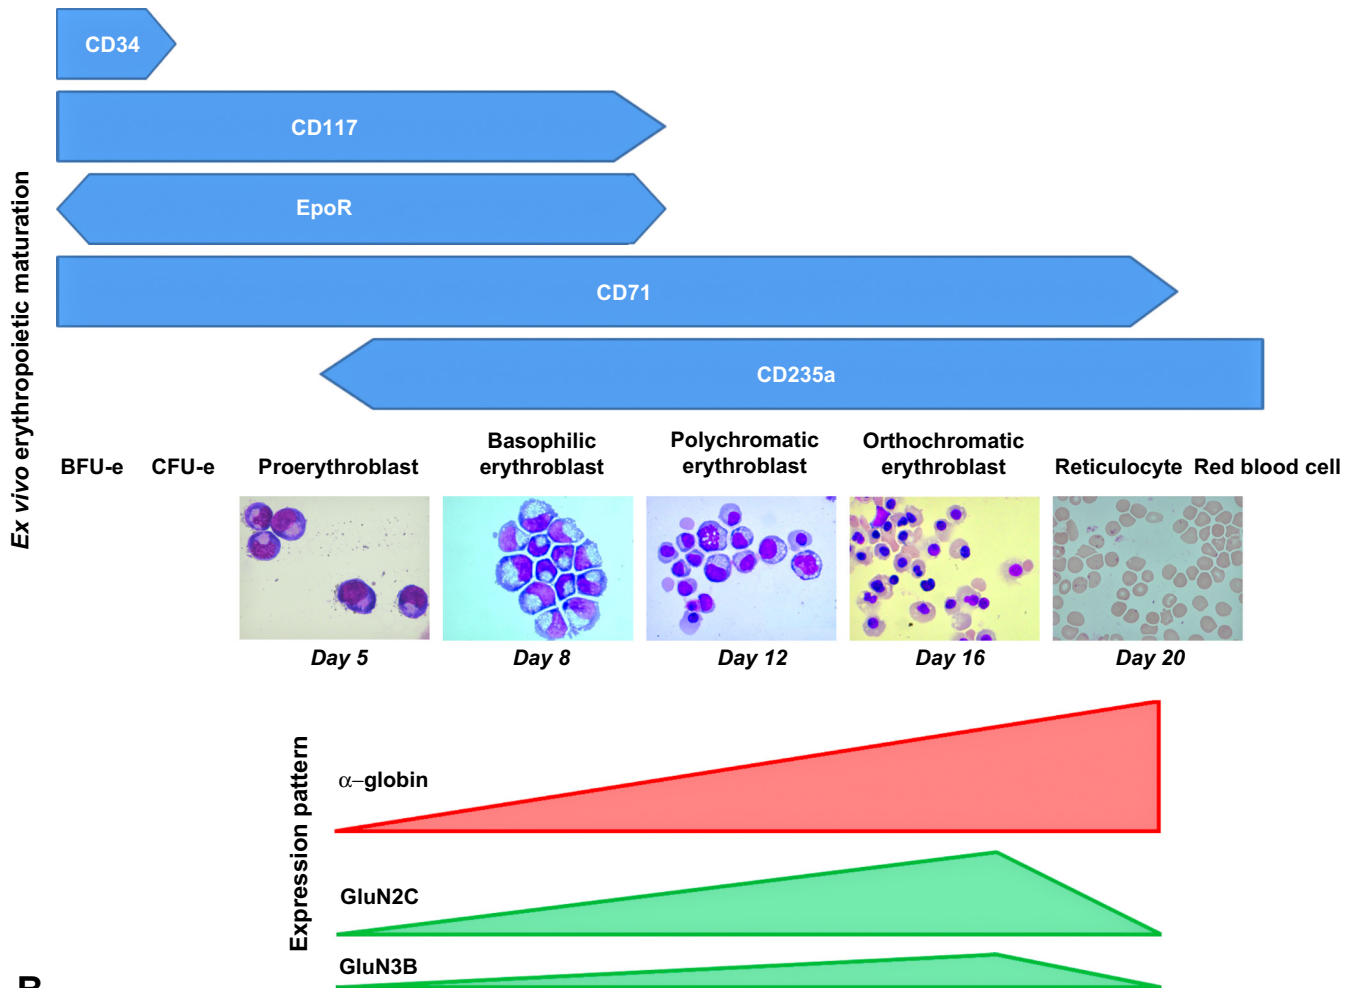 CD34
CD117
EpoR
CD71
CD235a
Ex vivo erythropoietic maturation
BFU-e
CFU-e
Proerythroblast
Basophilic
erythroblast
Polychromatic
erythroblast
Orthochromatic
erythroblast
Reticulocyte
Red blood cell
Day 5
Day 8
Day 12
Day 16
Day 20
Expression pattern
α–globin
GluN2C
GluN3B